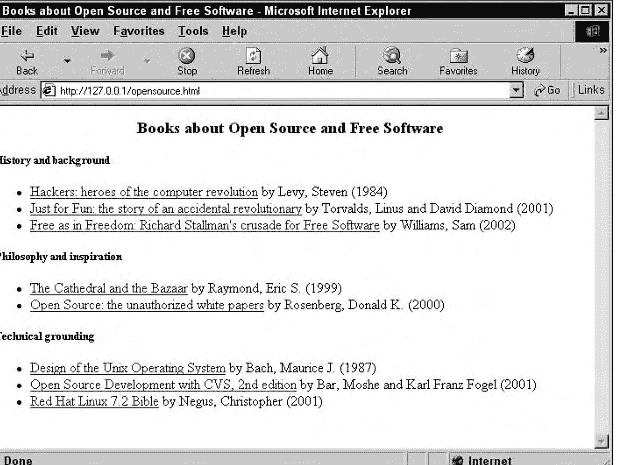 Books about Open Source and Free Software - Microsoft Internet Explorer
File Edit View Favorites Tools Help
Back Forward Stop Refresh Home Search Favorites History »
Address http://127.0.0.1/opensource.html Go Links
Books about Open Source and Free Software
History and background
• Hackers: heroes of the computer revolution by Levy, Steven (1984)
• Just for Fun: the story of an accidental revolutionary by Torvalds, Linus and David Diamond (2001)
• Free as in Freedom: Richard Stallman's crusade for Free Software by Williams, Sam (2002)
Philosophy and inspiration
• The Cathedral and the Bazaar by Raymond, Eric S. (1999)
• Open Source: the unauthorized white papers by Rosenberg, Donald K. (2000)
Technical grounding
• Design of the Unix Operating System by Bach, Maurice J. (1987)
• Open Source Development with CVS, 2nd edition by Bar, Moshe and Karl Franz Fogel (2001)
• Red Hat Linux 7.2 Bible by Negus, Christopher (2001)
Done Internet